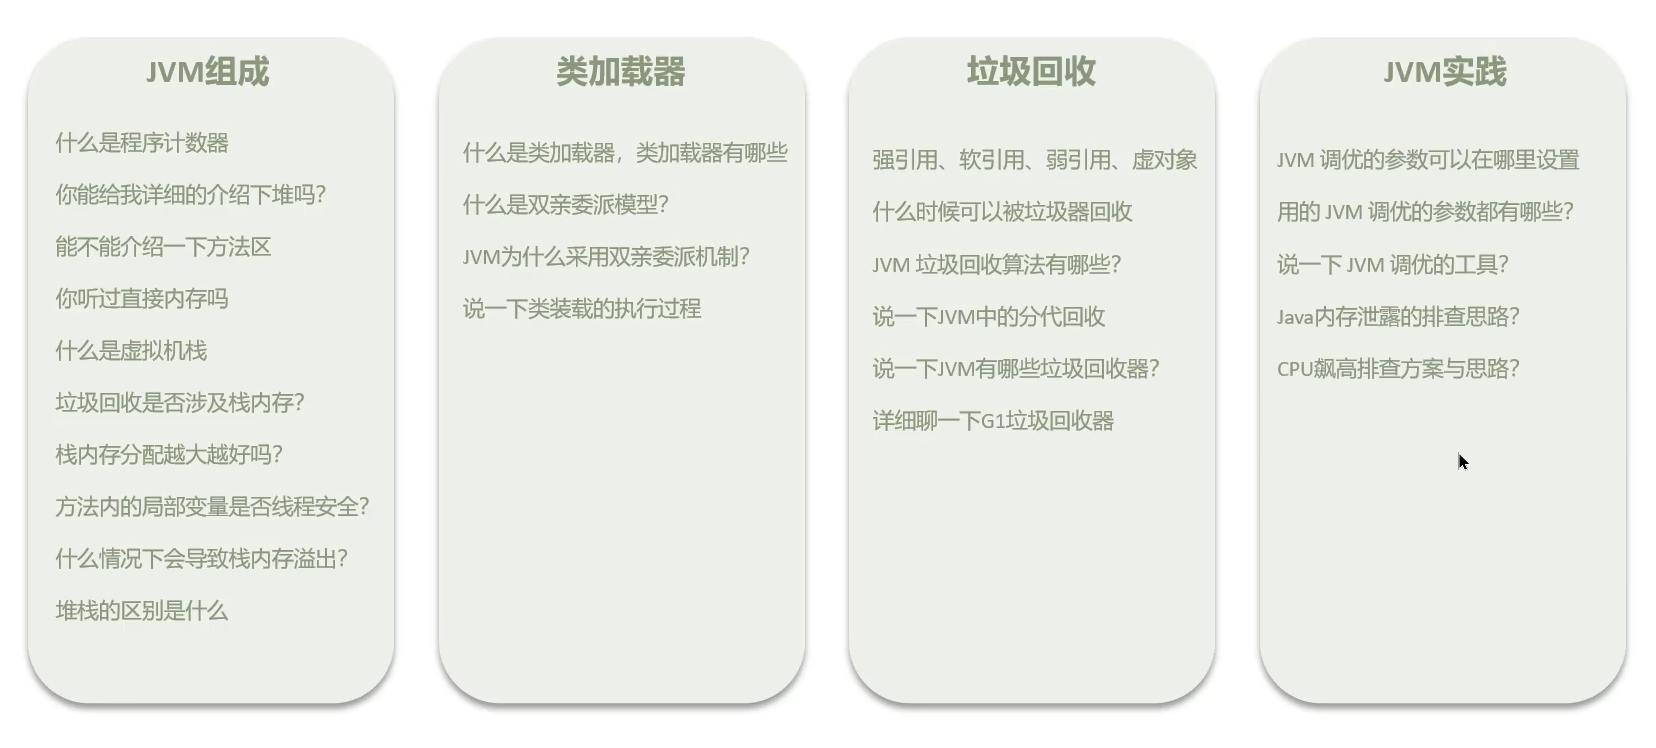 JVM组成
什么是程序计数器
你能给我详细的介绍下堆吗？
能不能介绍一下方法区
你听过直接内存吗
什么是虚拟机栈
垃圾回收是否涉及栈内存？
栈内存分配越大越好吗？
方法内的局部变量是否线程安全？
什么情况下会导致栈内存溢出？
堆栈的区别是什么
类加载器
什么是类加载器，类加载器有哪些
什么是双亲委派模型？
JVM为什么采用双亲委派机制？
说一下类装载的执行过程
垃圾回收
强引用、软引用、弱引用、虚对象
什么时候可以被垃圾器回收
JVM 垃圾回收算法有哪些？
说一下JVM中的分代回收
说一下JVM有哪些垃圾回收器？
详细聊一下G1垃圾回收器
JVM实践
JVM 调优的参数可以在哪里设置
用的 JVM 调优的参数都有哪些？
说一下 JVM 调优的工具？
Java内存泄露的排查思路？
CPU飙高排查方案与思路？